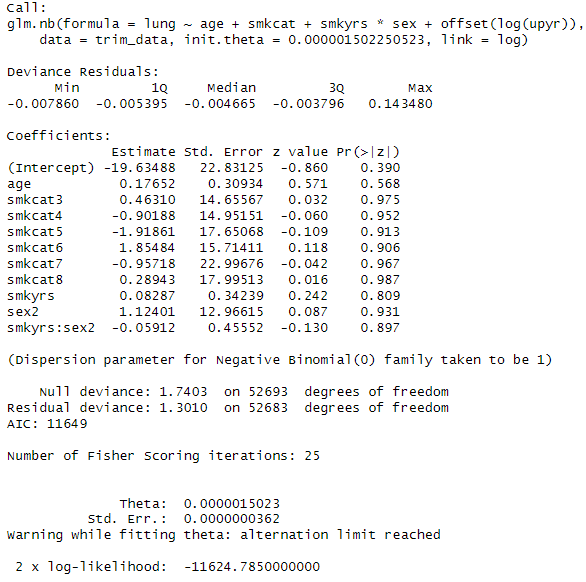 Call:
glm.nb(formula = lung ~ age + smkcat + smkyrs * sex + offset(log(upyr)),
    data = trim_data, init.theta = 0.000001502250523, link = log)
Deviance Residuals:
      Min        1Q    Median        3Q       Max
-0.007860 -0.005395 -0.004665 -0.003796  0.143480
Coefficients:
             Estimate Std. Error z value Pr(>|z|)
(Intercept) -19.63488   22.83125  -0.860    0.390
age           0.17652    0.30934   0.571    0.568
smkcat3       0.46310   14.65567   0.032    0.975
smkcat4      -0.90188   14.95151  -0.060    0.952
smkcat5      -1.91861   17.65068  -0.109    0.913
smkcat6       1.85484   15.71411   0.118    0.906
smkcat7      -0.95718   22.99676  -0.042    0.967
smkcat8       0.28943   17.99513   0.016    0.987
smkyrs        0.08287    0.34239   0.242    0.809
sex2          1.12401   12.96615   0.087    0.931
smkyrs:sex2  -0.05912    0.45552  -0.130    0.897
(Dispersion parameter for Negative Binomial(0) family taken to be 1)
    Null deviance: 1.7403  on 52693  degrees of freedom
Residual deviance: 1.3010  on 52683  degrees of freedom
AIC: 11649
Number of Fisher Scoring iterations: 25
              Theta:  0.0000015023
          Std. Err.:  0.0000000362
Warning while fitting theta: alternation limit reached
 2 x log-likelihood:  -11624.7850000000